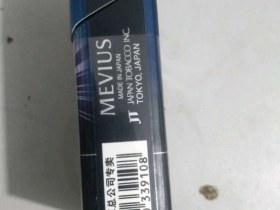 MEVIUS
MADE IN JAPAN
JT JAPAN TOBACCO INC.
TOKYO, JAPAN
总公司专卖
339108